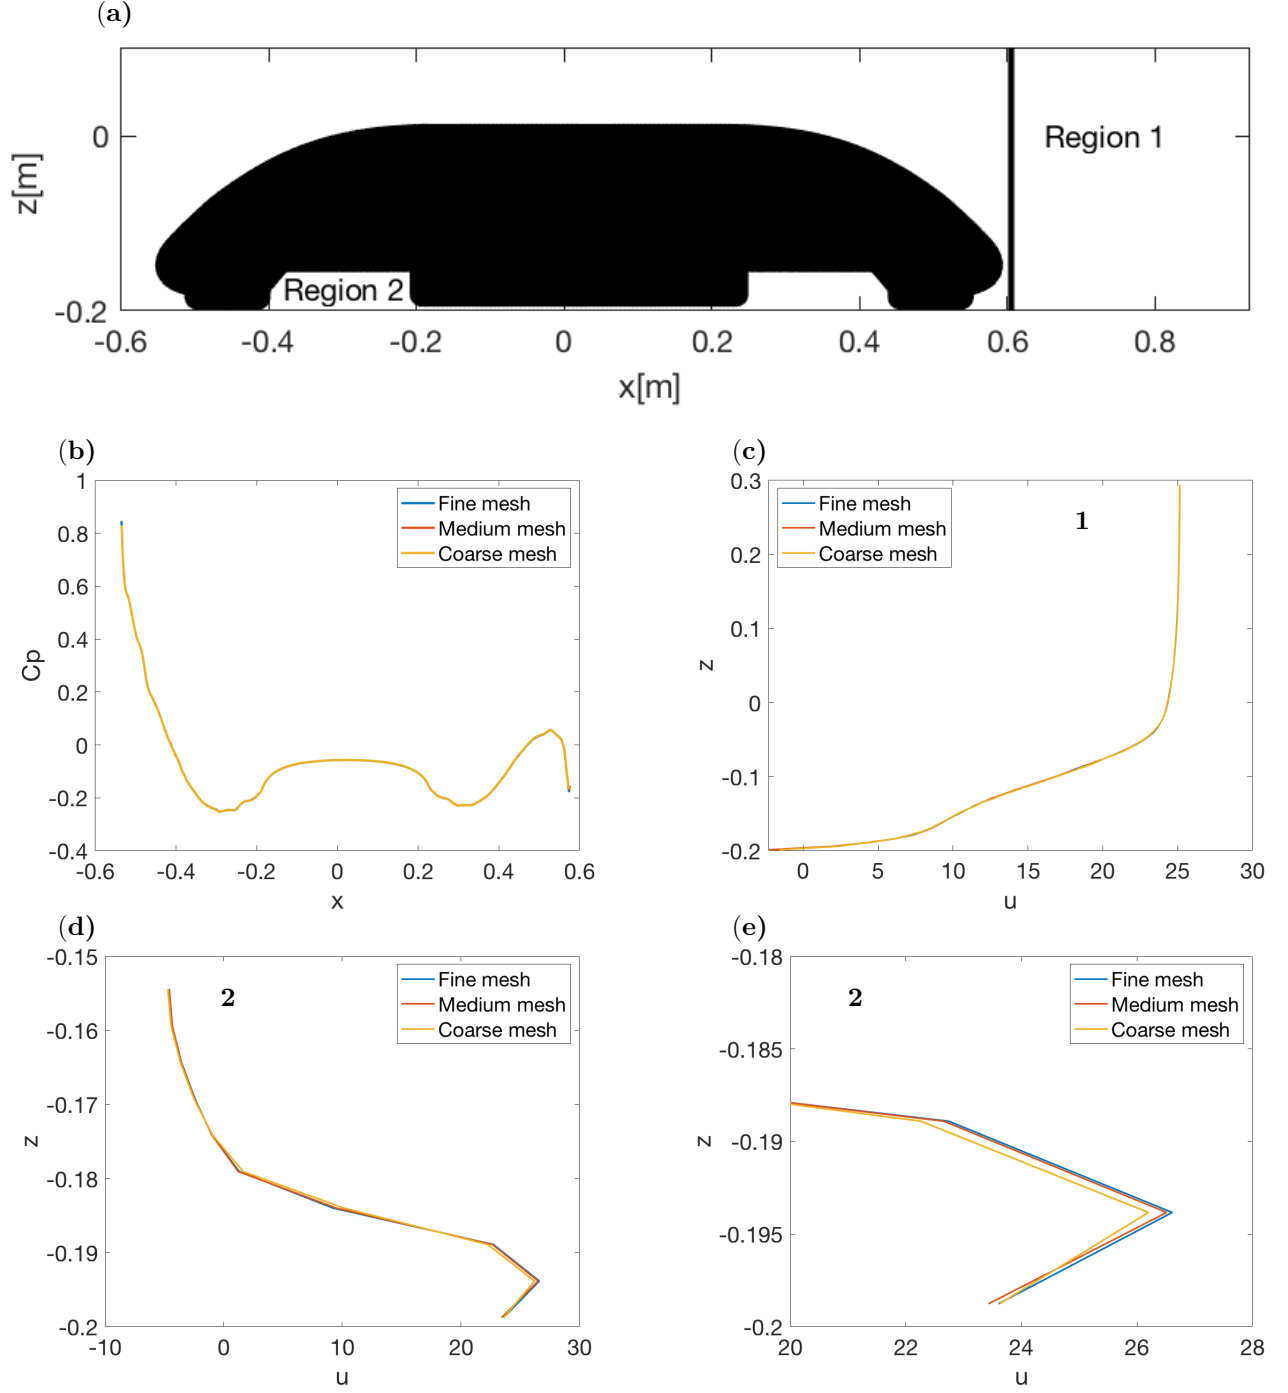 (a)
z[m]
0
-0.2
Region 1
Region 2
-0.6 -0.4 -0.2 0 0.2 0.4 0.6 0.8
x[m]
(b)
Cp
1
0.8
0.6
0.4
0.2
0
-0.2
-0.4
Fine mesh
Medium mesh
Coarse mesh
-0.6 -0.4 -0.2 0 0.2 0.4 0.6
x
(c)
z
0.3
0.2
0.1
0
-0.1
-0.2
Fine mesh
Medium mesh
Coarse mesh
1
0 5 10 15 20 25 30
u
(d)
z
-0.15
-0.16
-0.17
-0.18
-0.19
-0.2
2
Fine mesh
Medium mesh
Coarse mesh
-10 0 10 20 30
u
(e)
z
-0.18
-0.185
-0.19
-0.195
-0.2
2
Fine mesh
Medium mesh
Coarse mesh
20 22 24 26 28
u